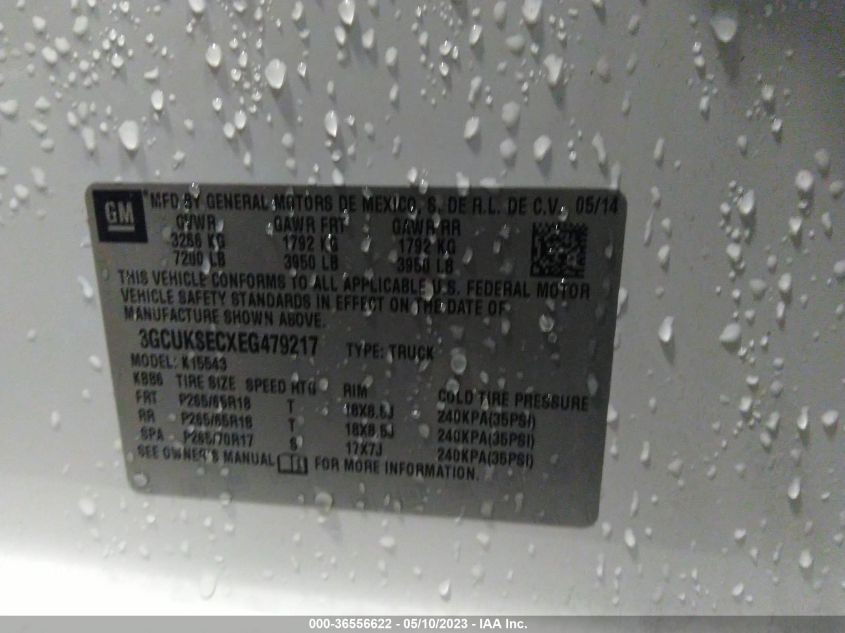 GM
MFD BY GENERAL MOTORS DE MEXICO, S. DE R.L. DE C.V. 05/14
GVWR GAWR FRT GAWR RR
3266 KG 1792 KG 1792 KG
7200 LB 3950 LB 3950 LB
THIS VEHICLE CONFORMS TO ALL APPLICABLE U.S. FEDERAL MOTOR
VEHICLE SAFETY STANDARDS IN EFFECT ON THE DATE OF
MANUFACTURE SHOWN ABOVE.
3GCUKSECXEG479217 TYPE: TRUCK
MODEL: K15543
TIRE SIZE SPEED RTG RIM COLD TIRE PRESSURE
FRT P265/65R18 T 18X8.5J 240KPA(35PSI)
RR P265/65R18 T 18X8.5J 240KPA(35PSI)
SPA P265/70R17 S 17X7J 240KPA(35PSI)
SEE OWNER'S MANUAL FOR MORE INFORMATION.
000-36556622 - 05/10/2023 - IAA Inc.